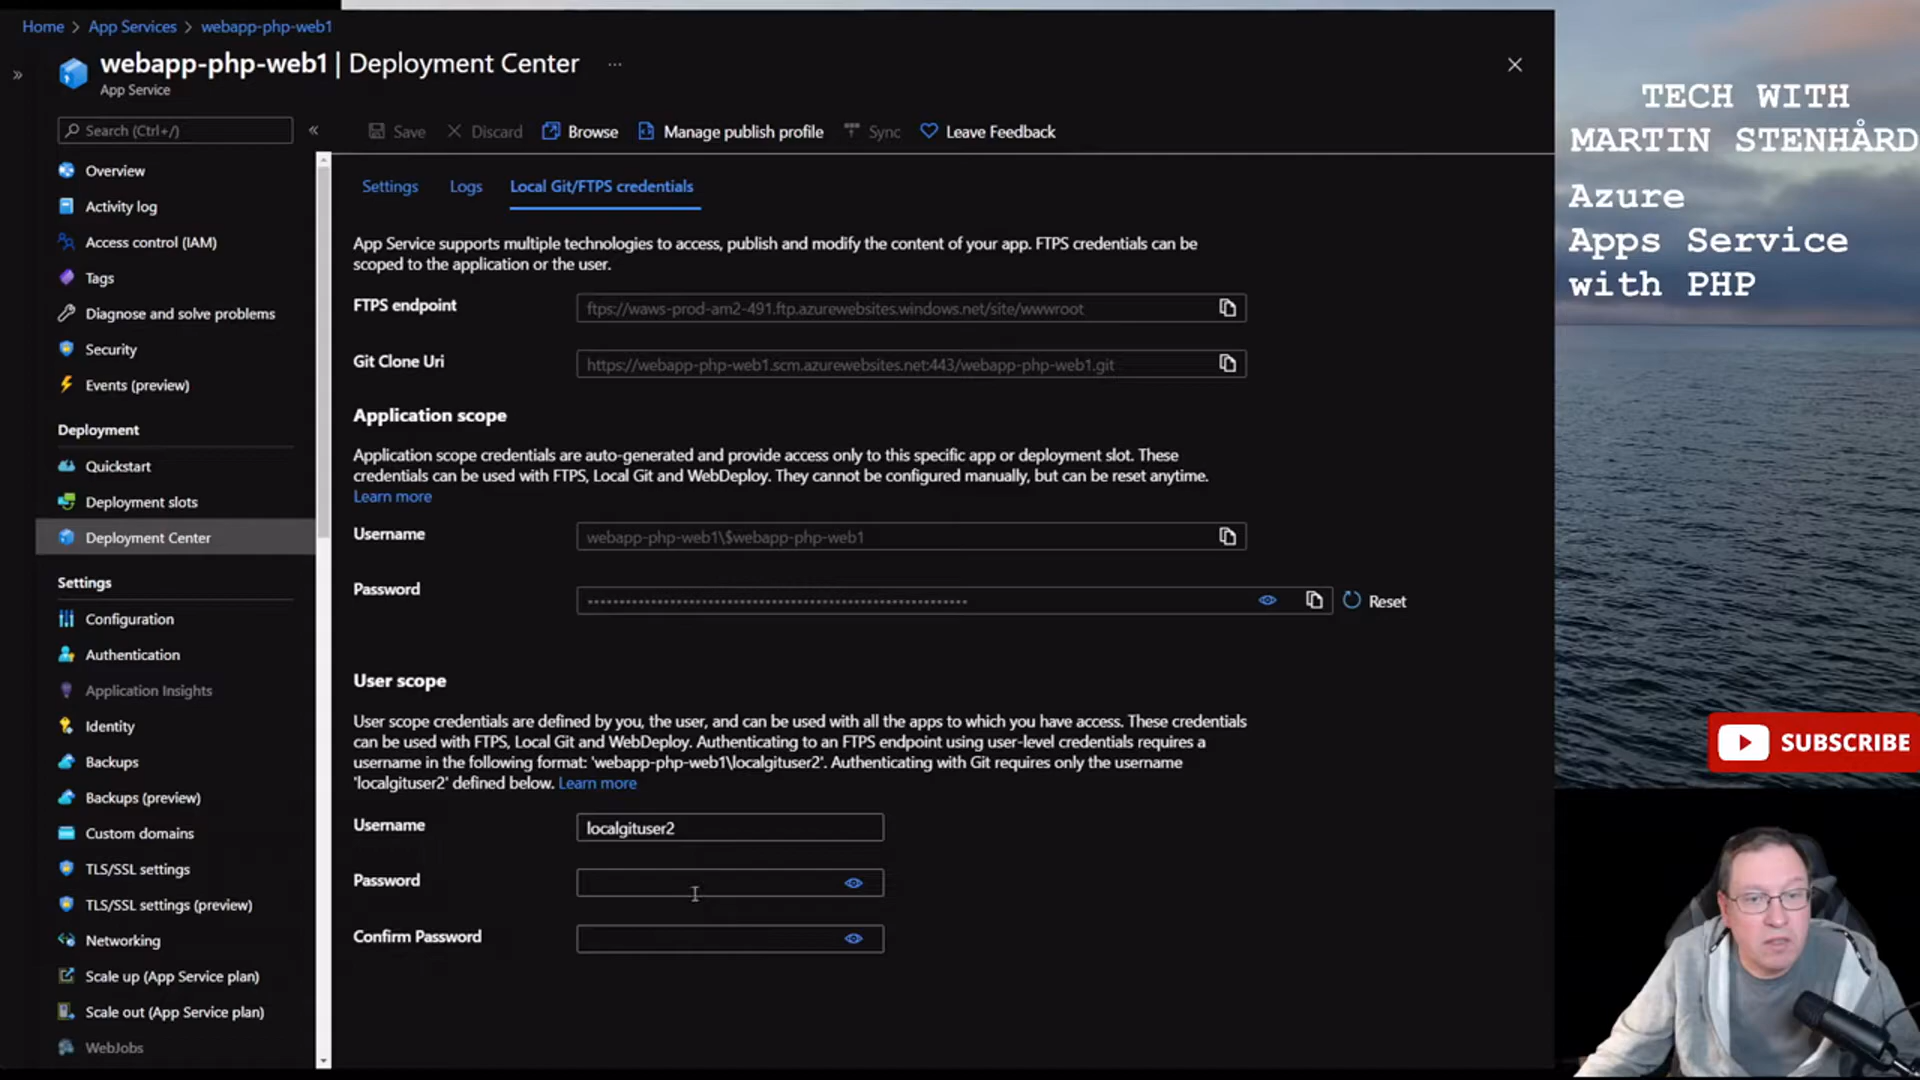 Home > App Services > webapp-php-web1
webapp-php-web1 | Deployment Center ...
App Service
Search (Ctrl+/)
Overview
Activity log
Access control (IAM)
Tags
Diagnose and solve problems
Security
Events (preview)
Deployment
Quickstart
Deployment slots
Deployment Center
Settings
Configuration
Authentication
Application Insights
Identity
Backups
Backups (preview)
Custom domains
TLS/SSL settings
TLS/SSL settings (preview)
Networking
Scale up (App Service plan)
Scale out (App Service plan)
WebJobs
Save Discard Browse Manage publish profile Sync Leave Feedback
Settings Logs Local Git/FTPS credentials
App Service supports multiple technologies to access, publish and modify the content of your app. FTPS credentials can be
scoped to the application or the user.
FTPS endpoint ftps://waws-prod-am2-491.ftp.azurewebsites.windows.net/site/wwwroot
Git Clone Uri https://webapp-php-web1.scm.azurewebsites.net:443/webapp-php-web1.git
Application scope
Application scope credentials are auto-generated and provide access only to this specific app or deployment slot. These
credentials can be used with FTPS, Local Git and WebDeploy. They cannot be configured manually, but can be reset anytime.
Learn more
Username webapp-php-web1\$webapp-php-web1
Password Reset
User scope
User scope credentials are defined by you, the user, and can be used with all the apps to which you have access. These credentials
can be used with FTPS, Local Git and WebDeploy. Authenticating to an FTPS endpoint using user-level credentials requires a
username in the following format: 'webapp-php-web1\localgituser2'. Authenticating with Git requires only the username
'localgituser2' defined below. Learn more
Username localgituser2
Password
Confirm Password
TECH WITH
MARTIN STENHÅRD
Azure
Apps Service
with PHP
SUBSCRIBE